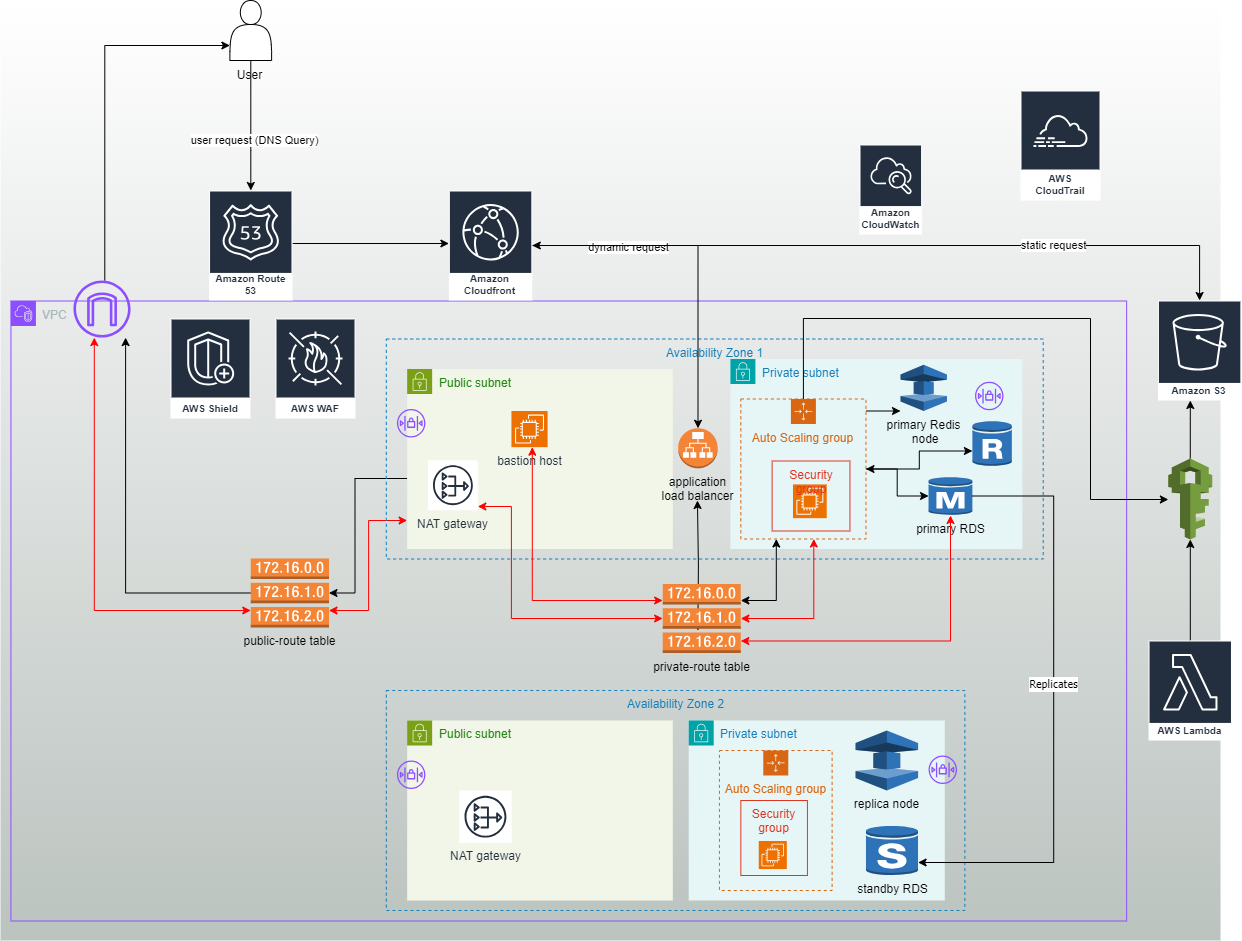 User
user request (DNS Query)
AWS
CloudTrail
Amazon
CloudWatch
53
Amazon Route
53
Amazon
Cloudfront
dynamic request
static request
VPC
AWS Shield
AWS WAF
Availability Zone 1
Public subnet
Private subnet
Amazon S3
bastion host
NAT gateway
application
load balancer
Auto Scaling group
Security
group
primary Redis
node
R
M
primary RDS
172.16.0.0
172.16.1.0
172.16.2.0
public-route table
172.16.0.0
172.16.1.0
172.16.2.0
private-route table
Replicates
AWS Lambda
Availability Zone 2
Public subnet
NAT gateway
Private subnet
Auto Scaling group
Security
group
replica node
S
standby RDS